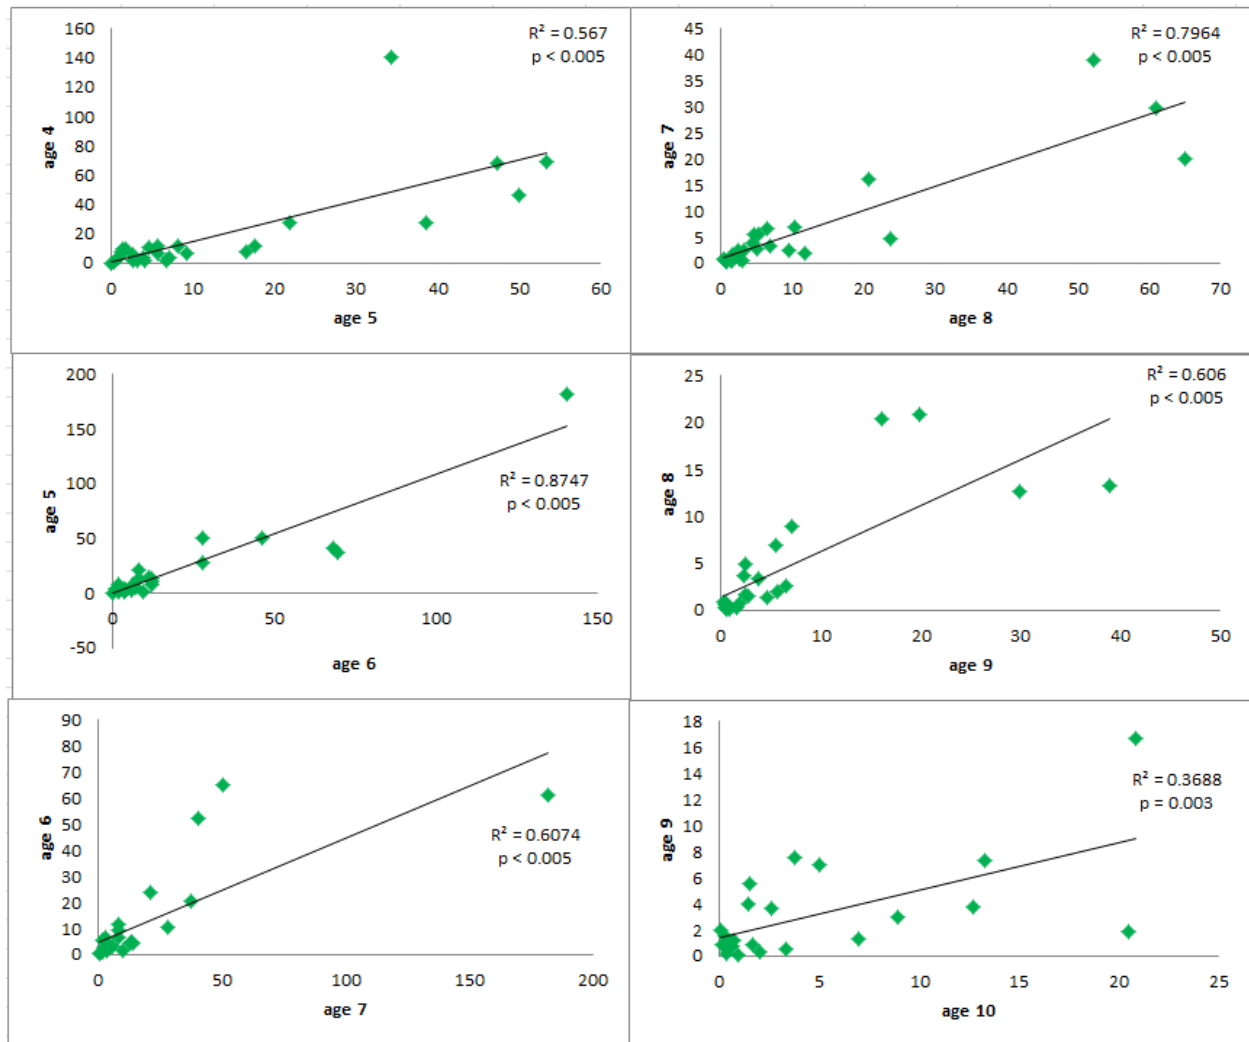 R² = 0.567
p < 0.005
160
140
120
100
80
60
40
20
0
age 4
0 10 20 30 40 50 60
age 5
R² = 0.7964
p < 0.005
45
40
35
30
25
20
15
10
5
0
age 7
0 10 20 30 40 50 60 70
age 8
200
150
100
50
0
-50
age 5
R² = 0.8747
p < 0.005
0 50 100 150
age 6
R² = 0.606
p < 0.005
25
20
15
10
5
0
age 8
0 10 20 30 40 50
age 9
90
80
70
60
50
40
30
20
10
0
age 6
R² = 0.6074
p < 0.005
0 50 100 150 200
age 7
18
16
14
12
10
8
6
4
2
0
age 9
R² = 0.3688
p = 0.003
0 5 10 15 20 25
age 10